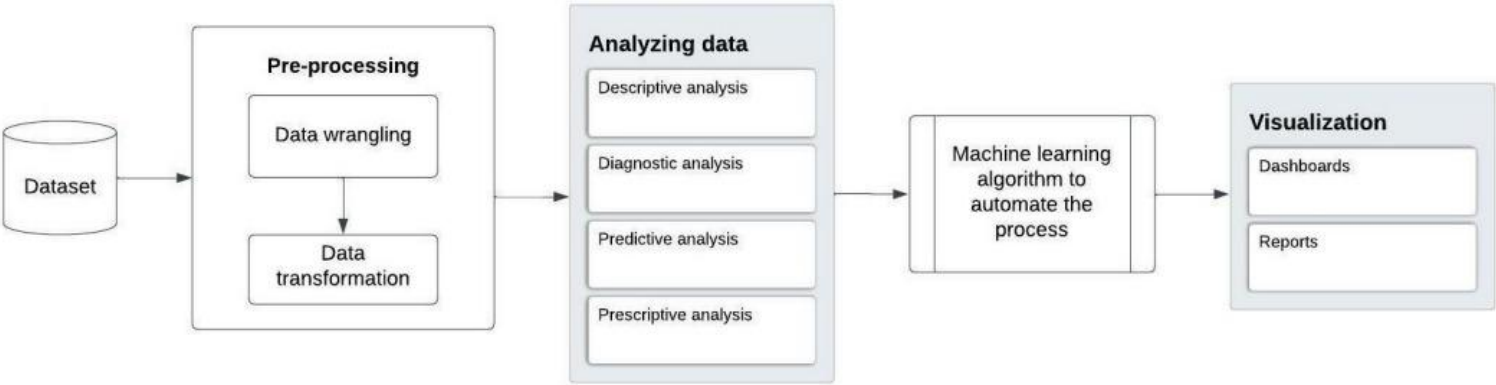 Dataset
Pre-processing
Data wrangling
Data
transformation
Analyzing data
Descriptive analysis
Diagnostic analysis
Predictive analysis
Prescriptive analysis
Machine learning
algorithm to
automate the
process
Visualization
Dashboards
Reports